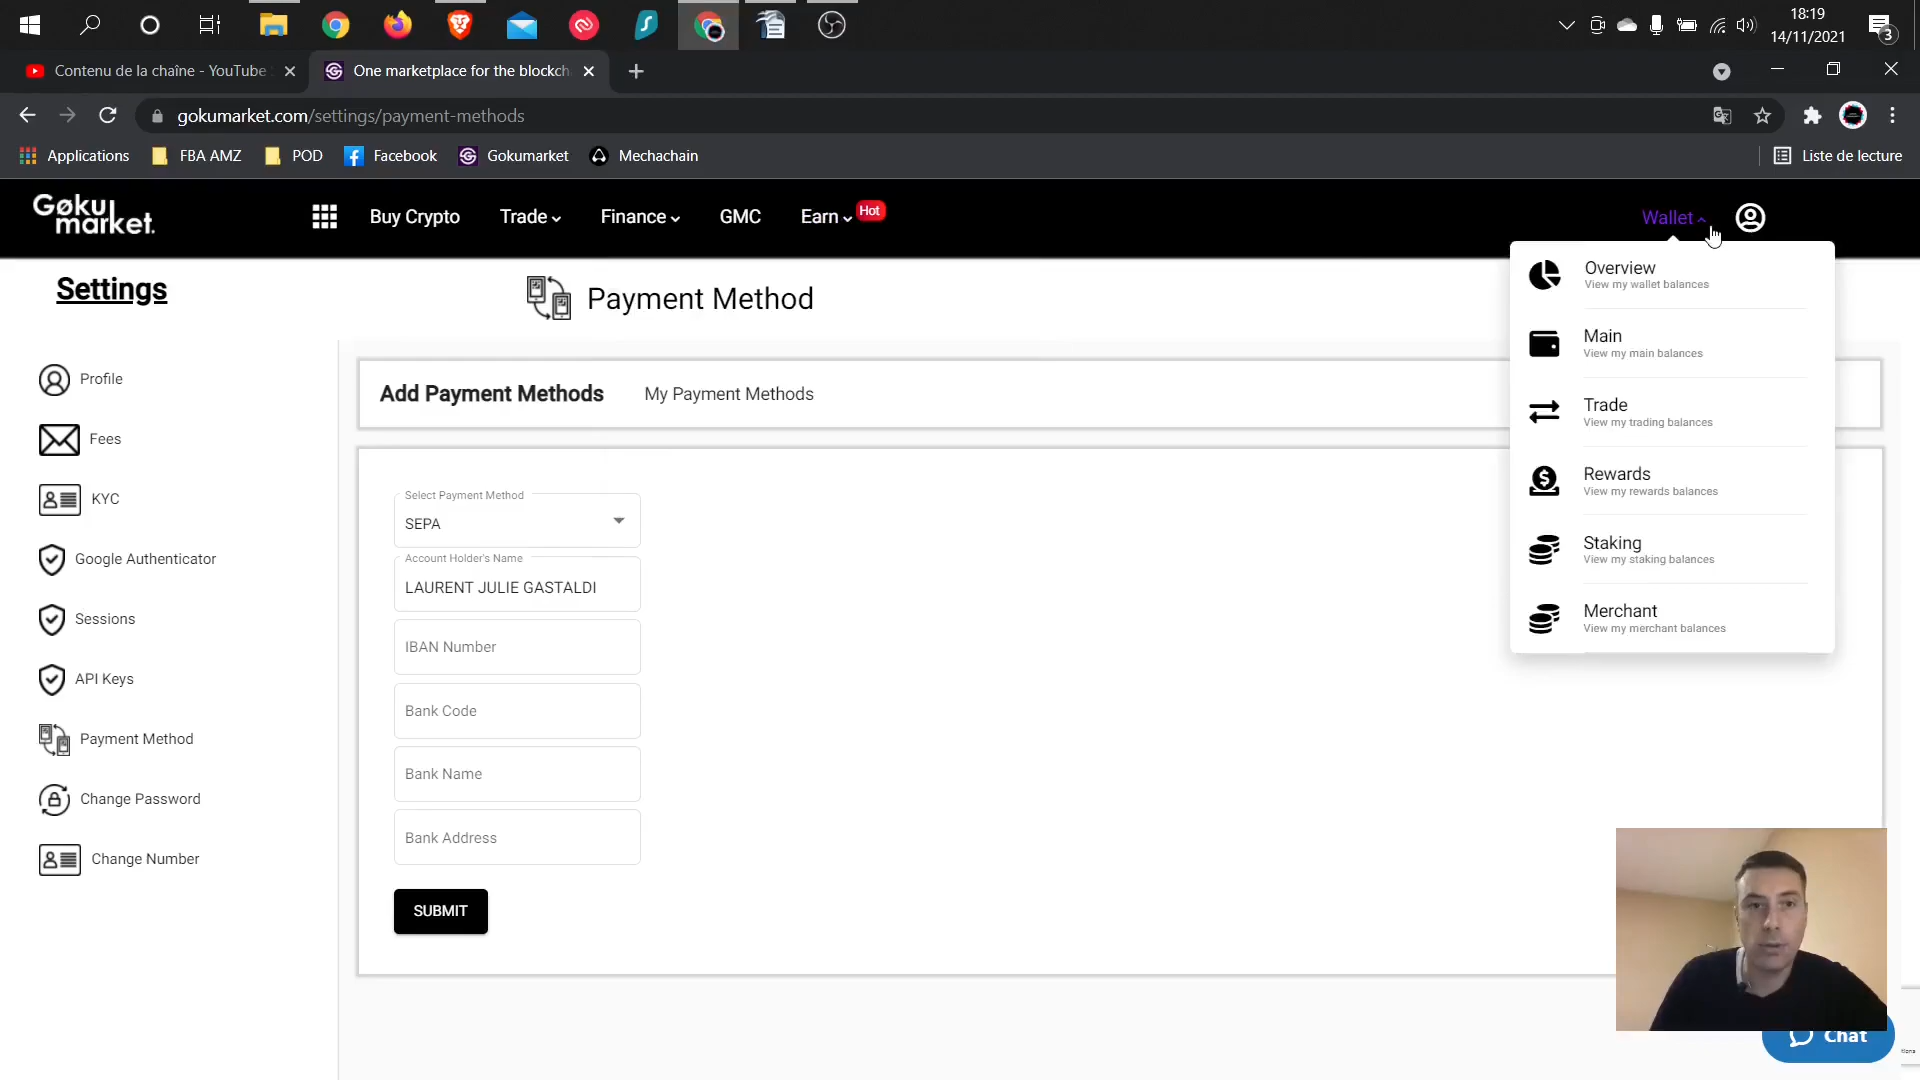 18:19
14/11/2021
3
Contenu de la chaîne - YouTube
One marketplace for the blockch
gokumarket.com/settings/payment-methods
Applications
FBA AMZ
POD
Facebook
Gokumarket
Mechachain
Liste de lecture
Gøku market.
Buy Crypto
Trade
Finance
GMC
Earn
Hot
Wallet
Settings
Payment Method
Profile
Fees
KYC
Google Authenticator
Sessions
API Keys
Payment Method
Change Password
Change Number
Add Payment Methods
My Payment Methods
Select Payment Method
SEPA
Account Holder's Name
LAURENT JULIE GASTALDI
IBAN Number
Bank Code
Bank Name
Bank Address
SUBMIT
Overview
View my wallet balances
Main
View my main balances
Trade
View my trading balances
Rewards
View my rewards balances
Staking
View my staking balances
Merchant
View my merchant balances
Chat